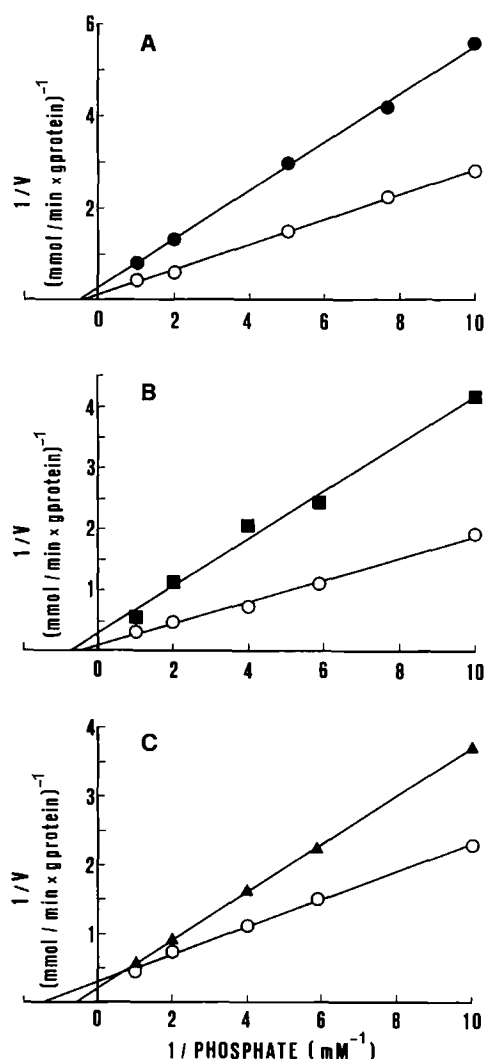 A
6
4
2
1/V
(mmol/min x gprotein)⁻¹
0 2 4 6 8 10
B
4
3
2
1
1/V
(mmol/min x gprotein)⁻¹
0 2 4 6 8 10
C
4
3
2
1
1/V
(mmol/min x gprotein)⁻¹
0 2 4 6 8 10
1/ PHOSPHATE ( mM⁻¹)